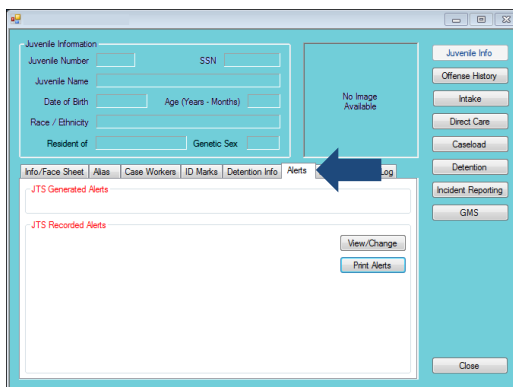 Juvenile Information
Juvenile Number
SSN
Juvenile Name
Date of Birth
Age (Years - Months)
Race / Ethnicity
Resident of
Genetic Sex
No Image
Available
Juvenile Info
Offense History
Intake
Direct Care
Caseload
Detention
Incident Reporting
GMS
Info/Face Sheet
Alias
Case Workers
ID Marks
Detention Info
Alerts
JTS Generated Alerts
JTS Recorded Alerts
View/Change
Print Alerts
Close